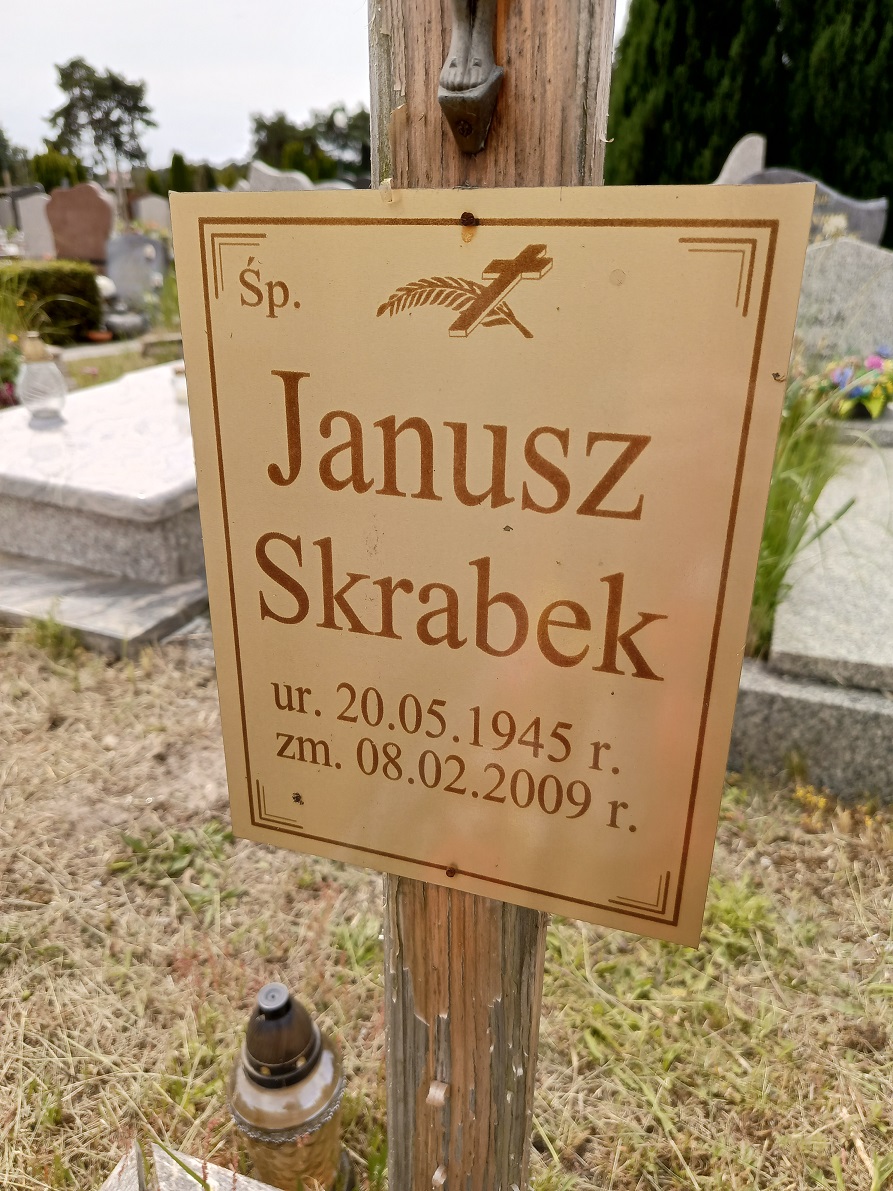 Śp.
Janusz
Skrabek
ur. 20.05.1945 r.
zm. 08.02.2009 r.